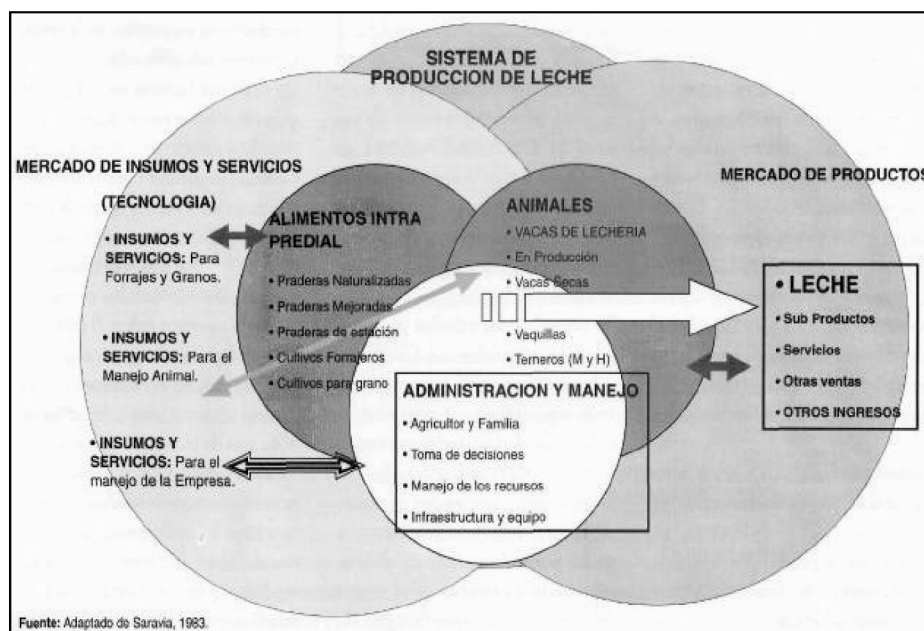 SISTEMA DE
PRODUCCION DE LECHE
MERCADO DE INSUMOS Y SERVICIOS
(TECNOLOGIA)
• INSUMOS Y
SERVICIOS: Para
Forrajes y Granos.
• INSUMOS Y
SERVICIOS: Para el
Manejo Animal.
• INSUMOS Y
SERVICIOS: Para el
manejo de la Empresa.
ALIMENTOS INTRA
PREDIAL
• Praderas Naturalizadas
• Praderas Mejoradas
• Praderas de estación
• Cultivos Forrajeros
• Cultivos para grano
ANIMALES
• VACAS DE LECHERIA
• En Producción
• Vacas Secas
• Vaquillas
• Terneros (M y H)
ADMINISTRACION Y MANEJO
• Agricultor y Família
• Toma de decisiones
• Manejo de los recursos
• Infraestructura y equipo
MERCADO DE PRODUCTOS
• LECHE
• Sub Productos
• Servicios
• Otras ventas
• OTROS INGRESOS
Fuente: Adaptado de Saravia, 1983.